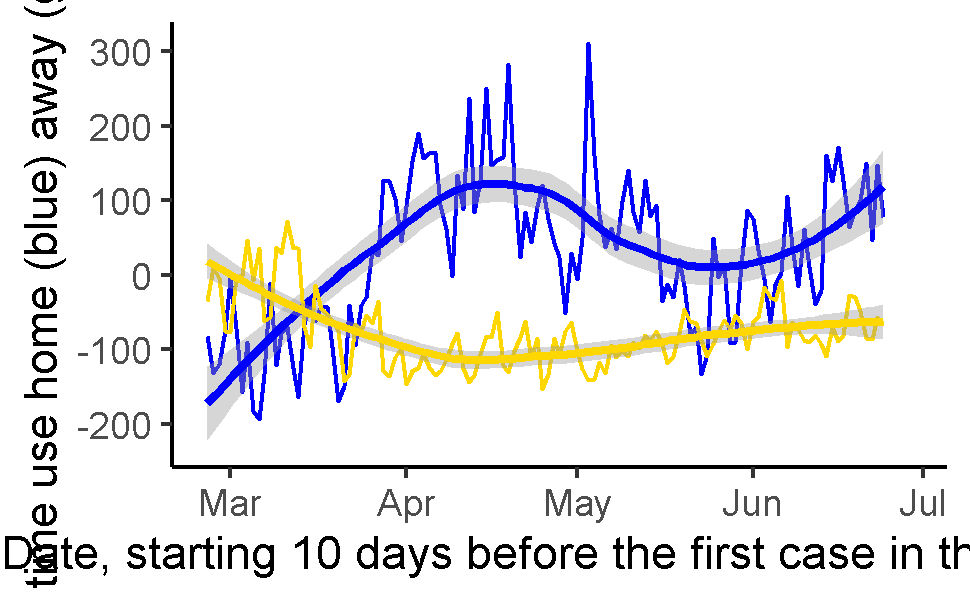 time use home (blue) away (
300
200
100
0
-100
-200
Mar Apr May Jun Jul
Date, starting 10 days before the first case in th